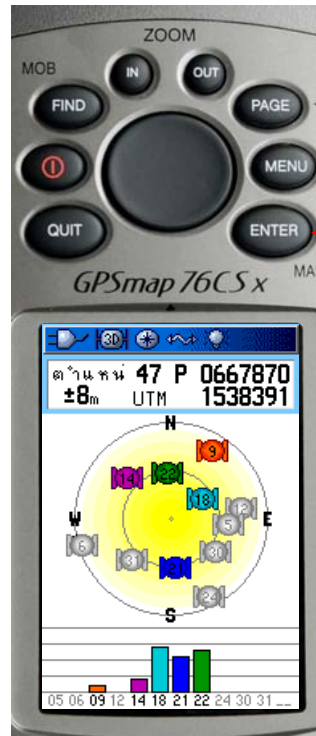 ZOOM
MOB IN OUT
FIND PAGE
MENU
QUIT ENTER
MA
GPSmap 76CSx
3D
ตำแหน่ 47 P 0667870
±8m UTM 1538391
N
9
14 22
18
12
W 5 E
6
31 30
21
24
S
05 06 09 12 14 18 21 22 24 30 31 __